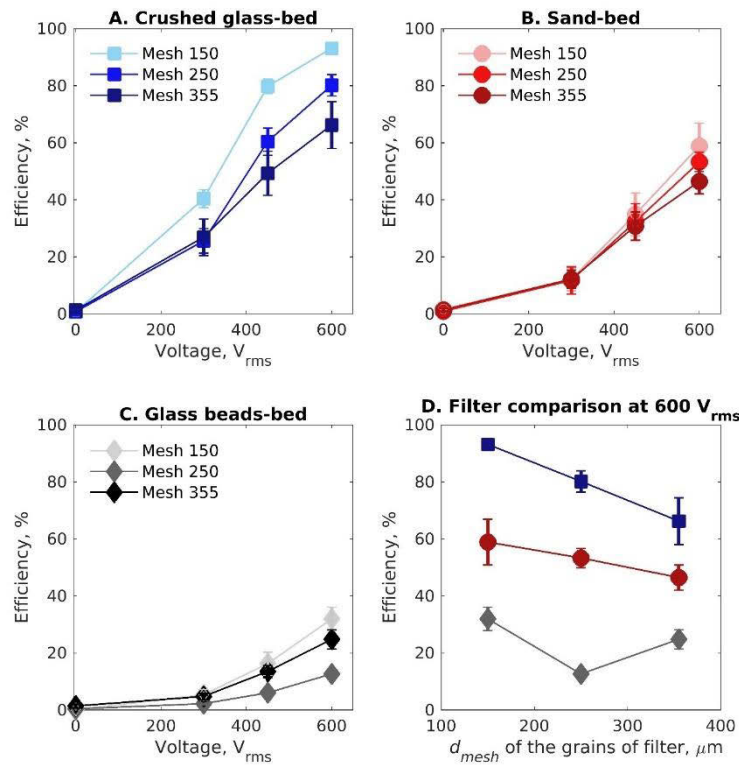 A. Crushed glass-bed
Mesh 150
Mesh 250
Mesh 355
100
80
60
40
20
0
Efficiency, %
0 200 400 600
Voltage, Vrms
B. Sand-bed
Mesh 150
Mesh 250
Mesh 355
100
80
60
40
20
0
Efficiency, %
0 200 400 600
Voltage, Vrms
C. Glass beads-bed
Mesh 150
Mesh 250
Mesh 355
100
80
60
40
20
0
Efficiency, %
0 200 400 600
Voltage, Vrms
D. Filter comparison at 600 Vrms
100
80
60
40
20
0
Efficiency, %
100 200 300 400
dmesh of the grains of filter, μm